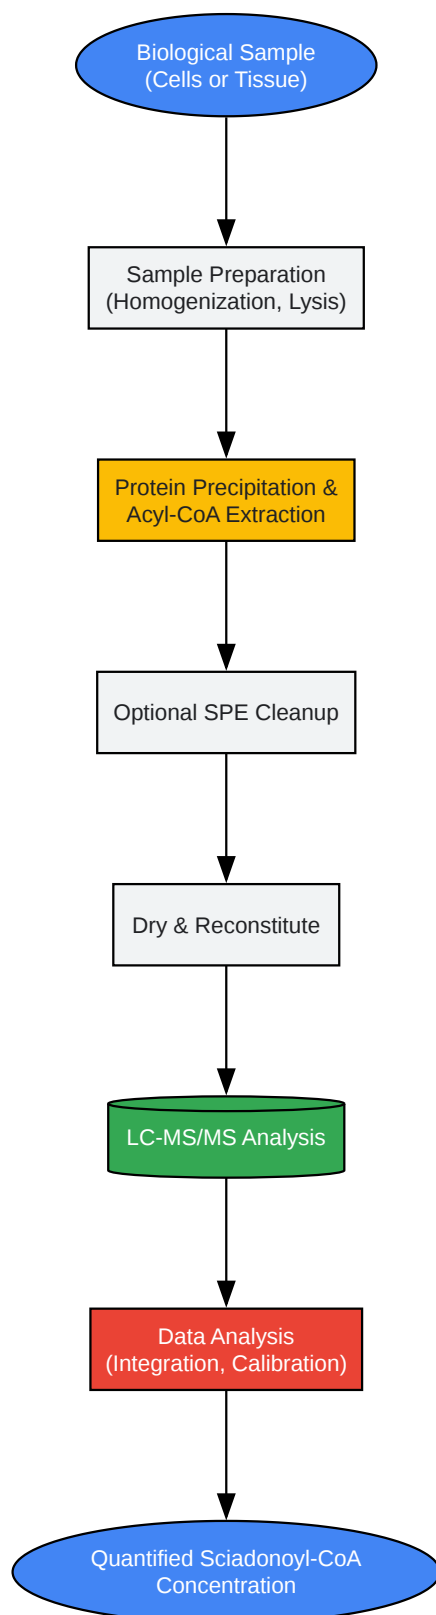 Biological Sample
(Cells or Tissue)
Sample Preparation
(Homogenization, Lysis)
Protein Precipitation &
Acyl-CoA Extraction
Optional SPE Cleanup
Dry & Reconstitute
LC-MS/MS Analysis
Data Analysis
(Integration, Calibration)
Quantified Sciadonoyl-CoA
Concentration